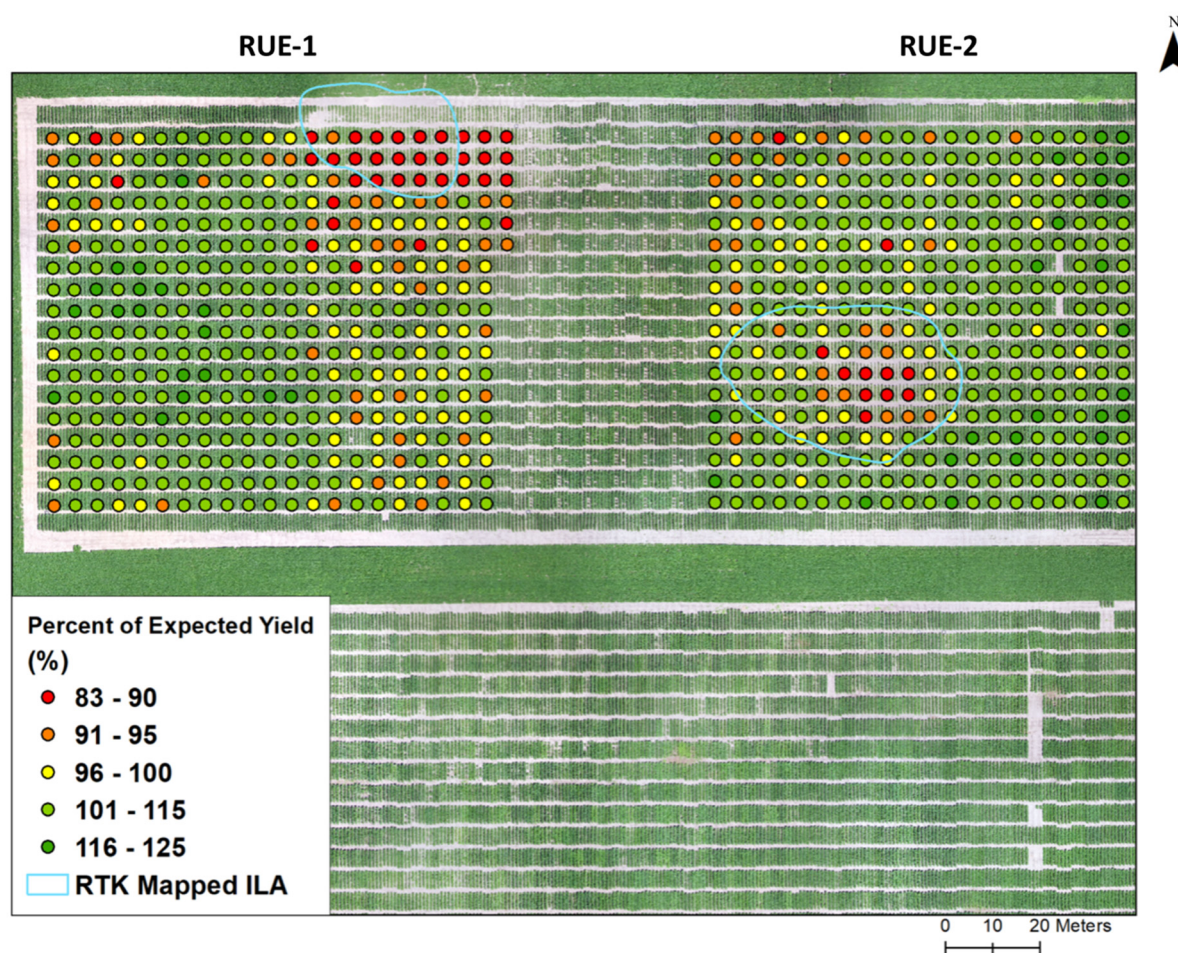 RUE-1
RUE-2
N
Percent of Expected Yield
(%)
83 - 90
91 - 95
96 - 100
101 - 115
116 - 125
RTK Mapped ILA
0 10 20 Meters